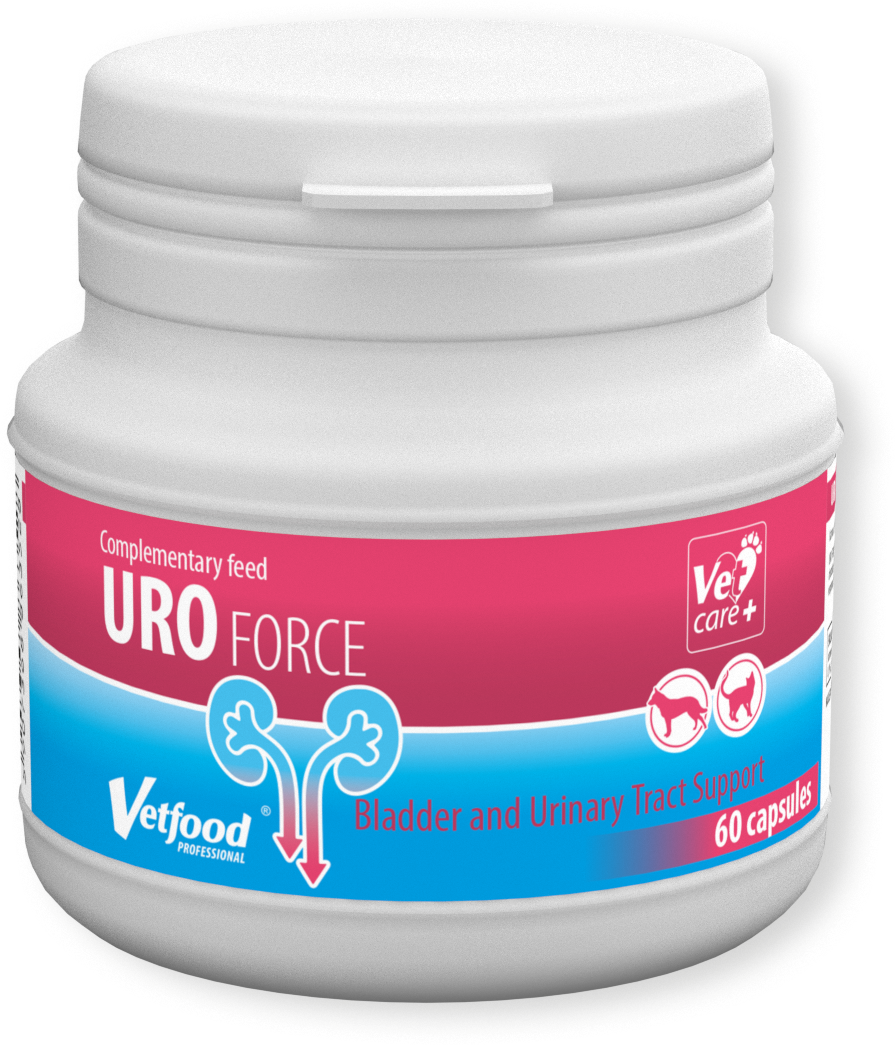 Complementary feed
URO FORCE
Vet
care+
Bladder and Urinary Tract Support
Vetfood®
PROFESSIONAL
60 capsules